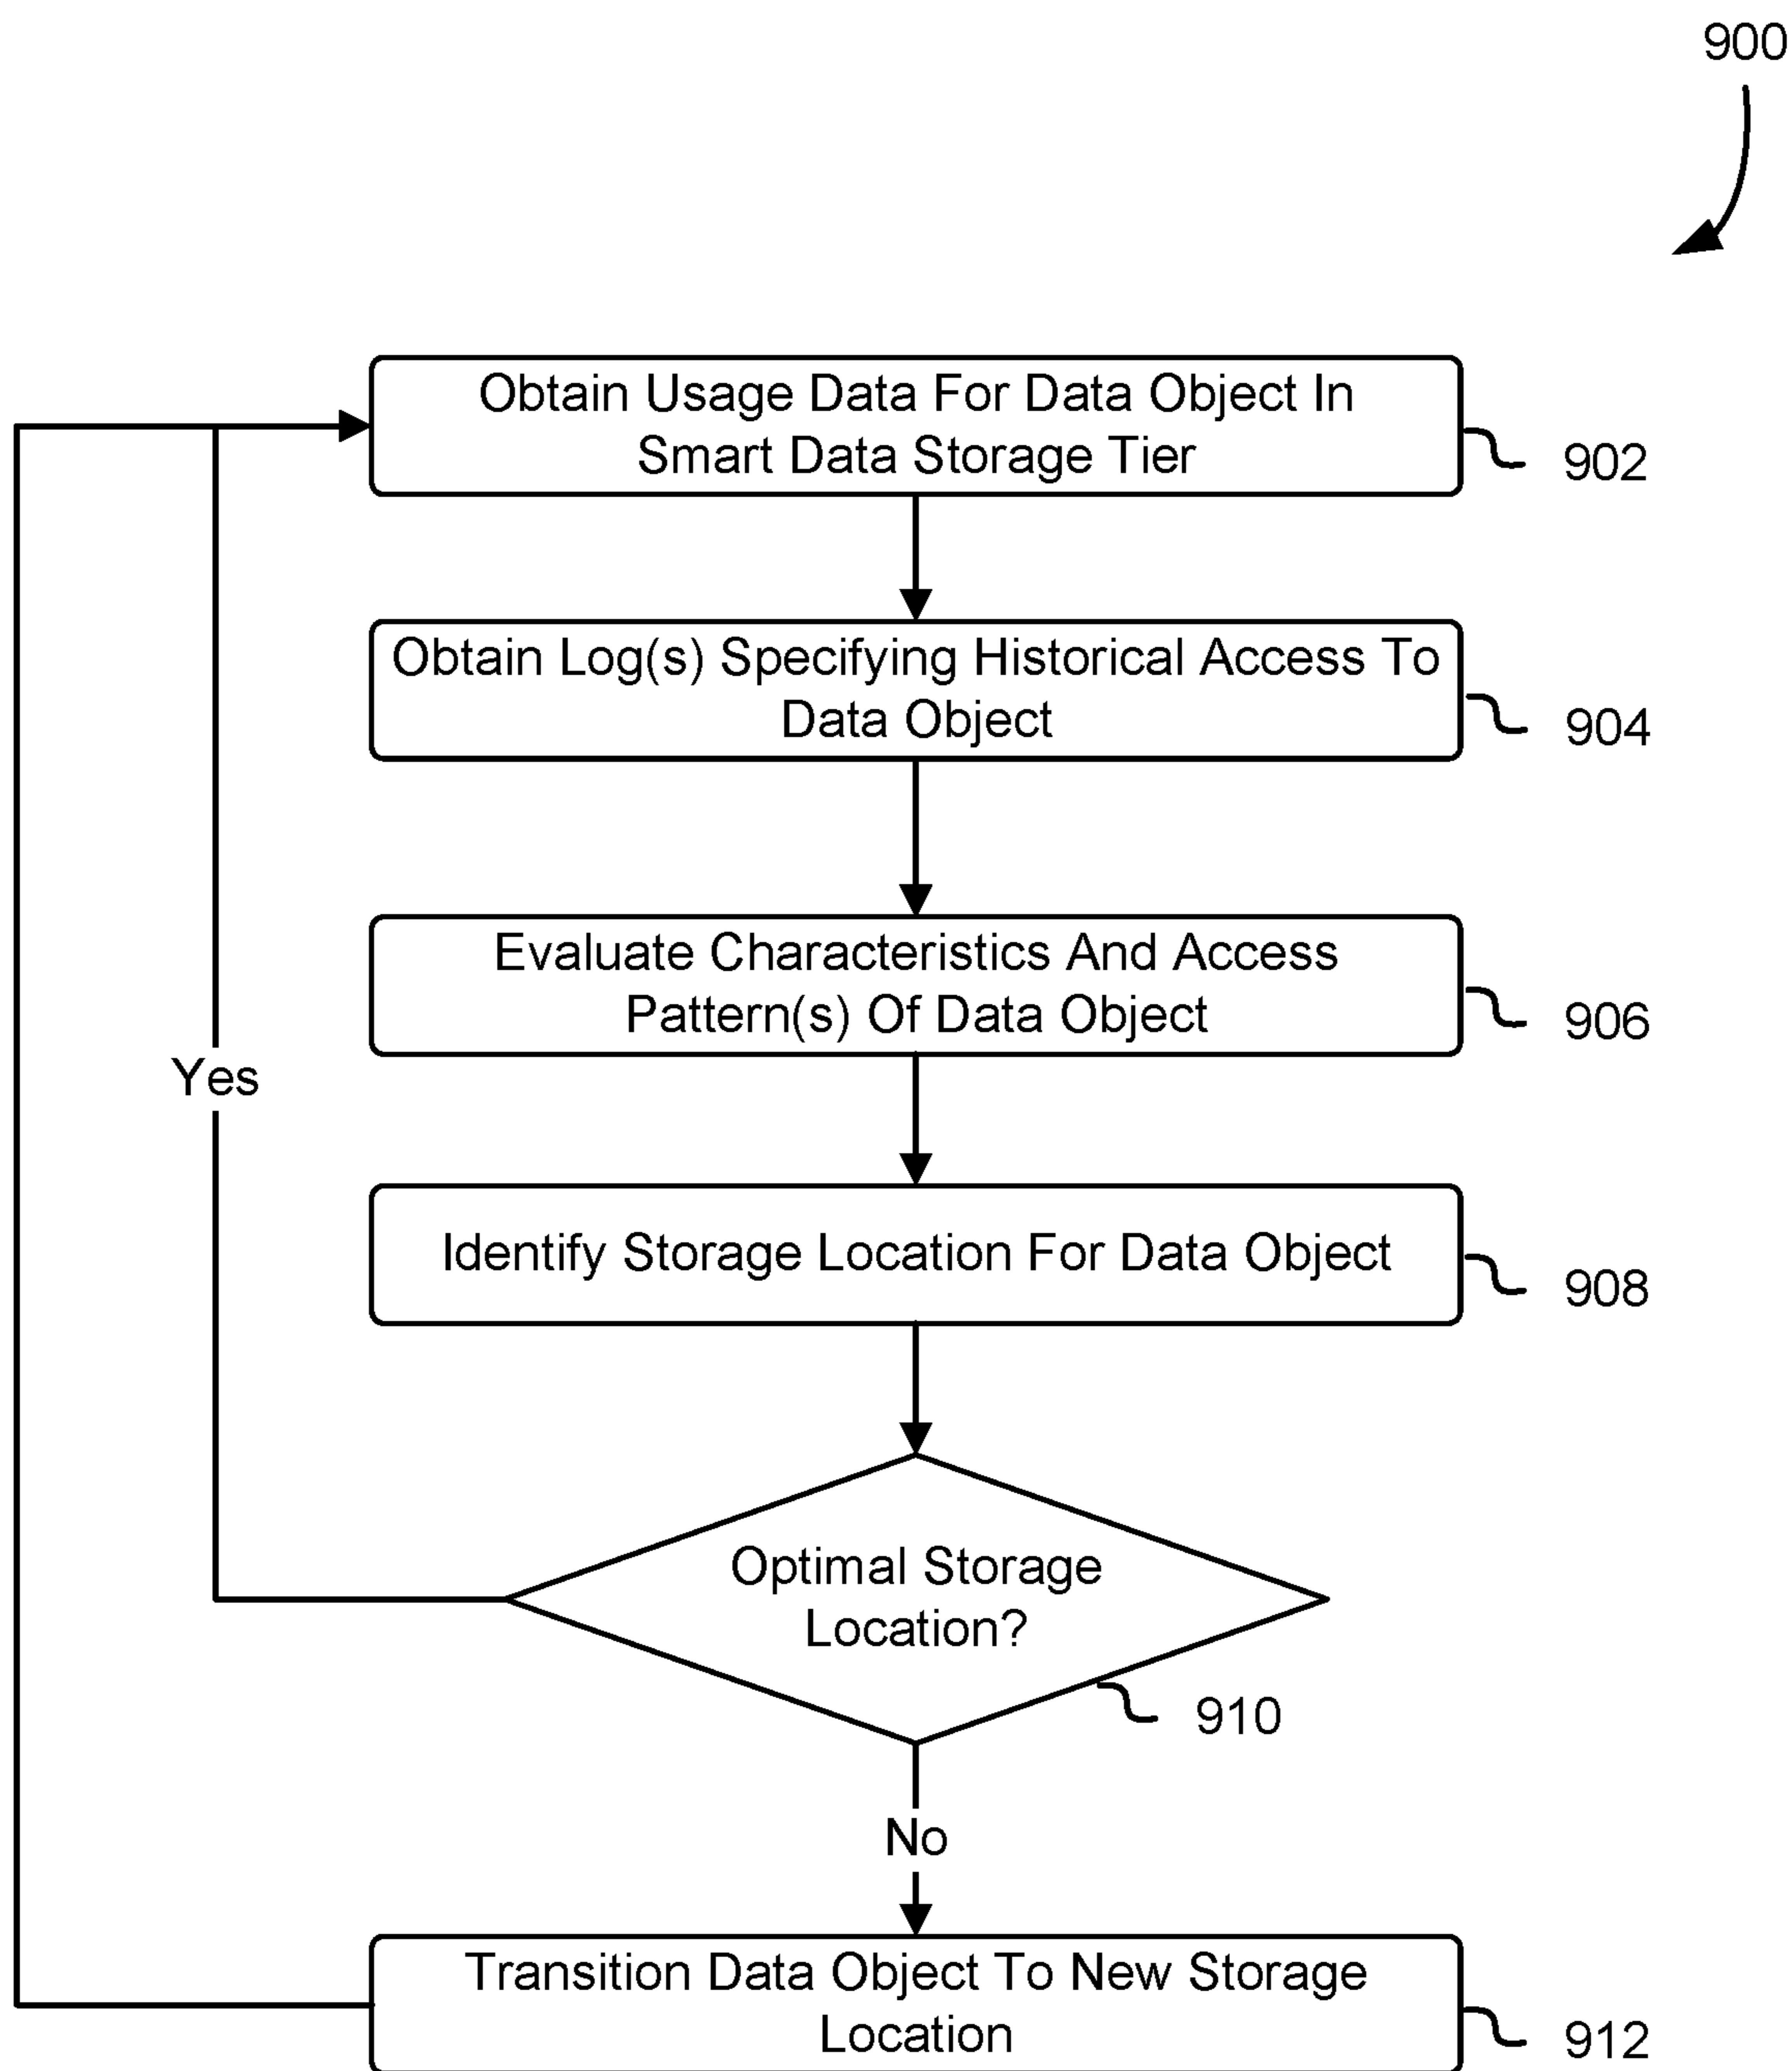 900
Obtain Usage Data For Data Object In
Smart Data Storage Tier
902
Obtain Log(s) Specifying Historical Access To
Data Object
904
Evaluate Characteristics And Access
Pattern(s) Of Data Object
906
Yes
Identify Storage Location For Data Object
908
Optimal Storage
Location?
910
No
Transition Data Object To New Storage
Location
912